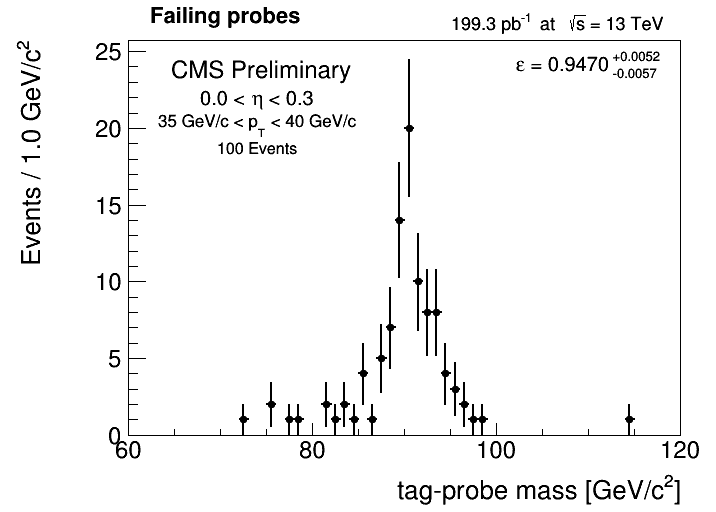 Failing probes
199.3 pb⁻¹ at √s = 13 TeV
CMS Preliminary
0.0 < η < 0.3
35 GeV/c < p_T < 40 GeV/c
100 Events
ε = 0.9470 +0.0052 -0.0057
Events / 1.0 GeV/c²
25
20
15
10
5
0
60 80 100 120
tag-probe mass [GeV/c²]